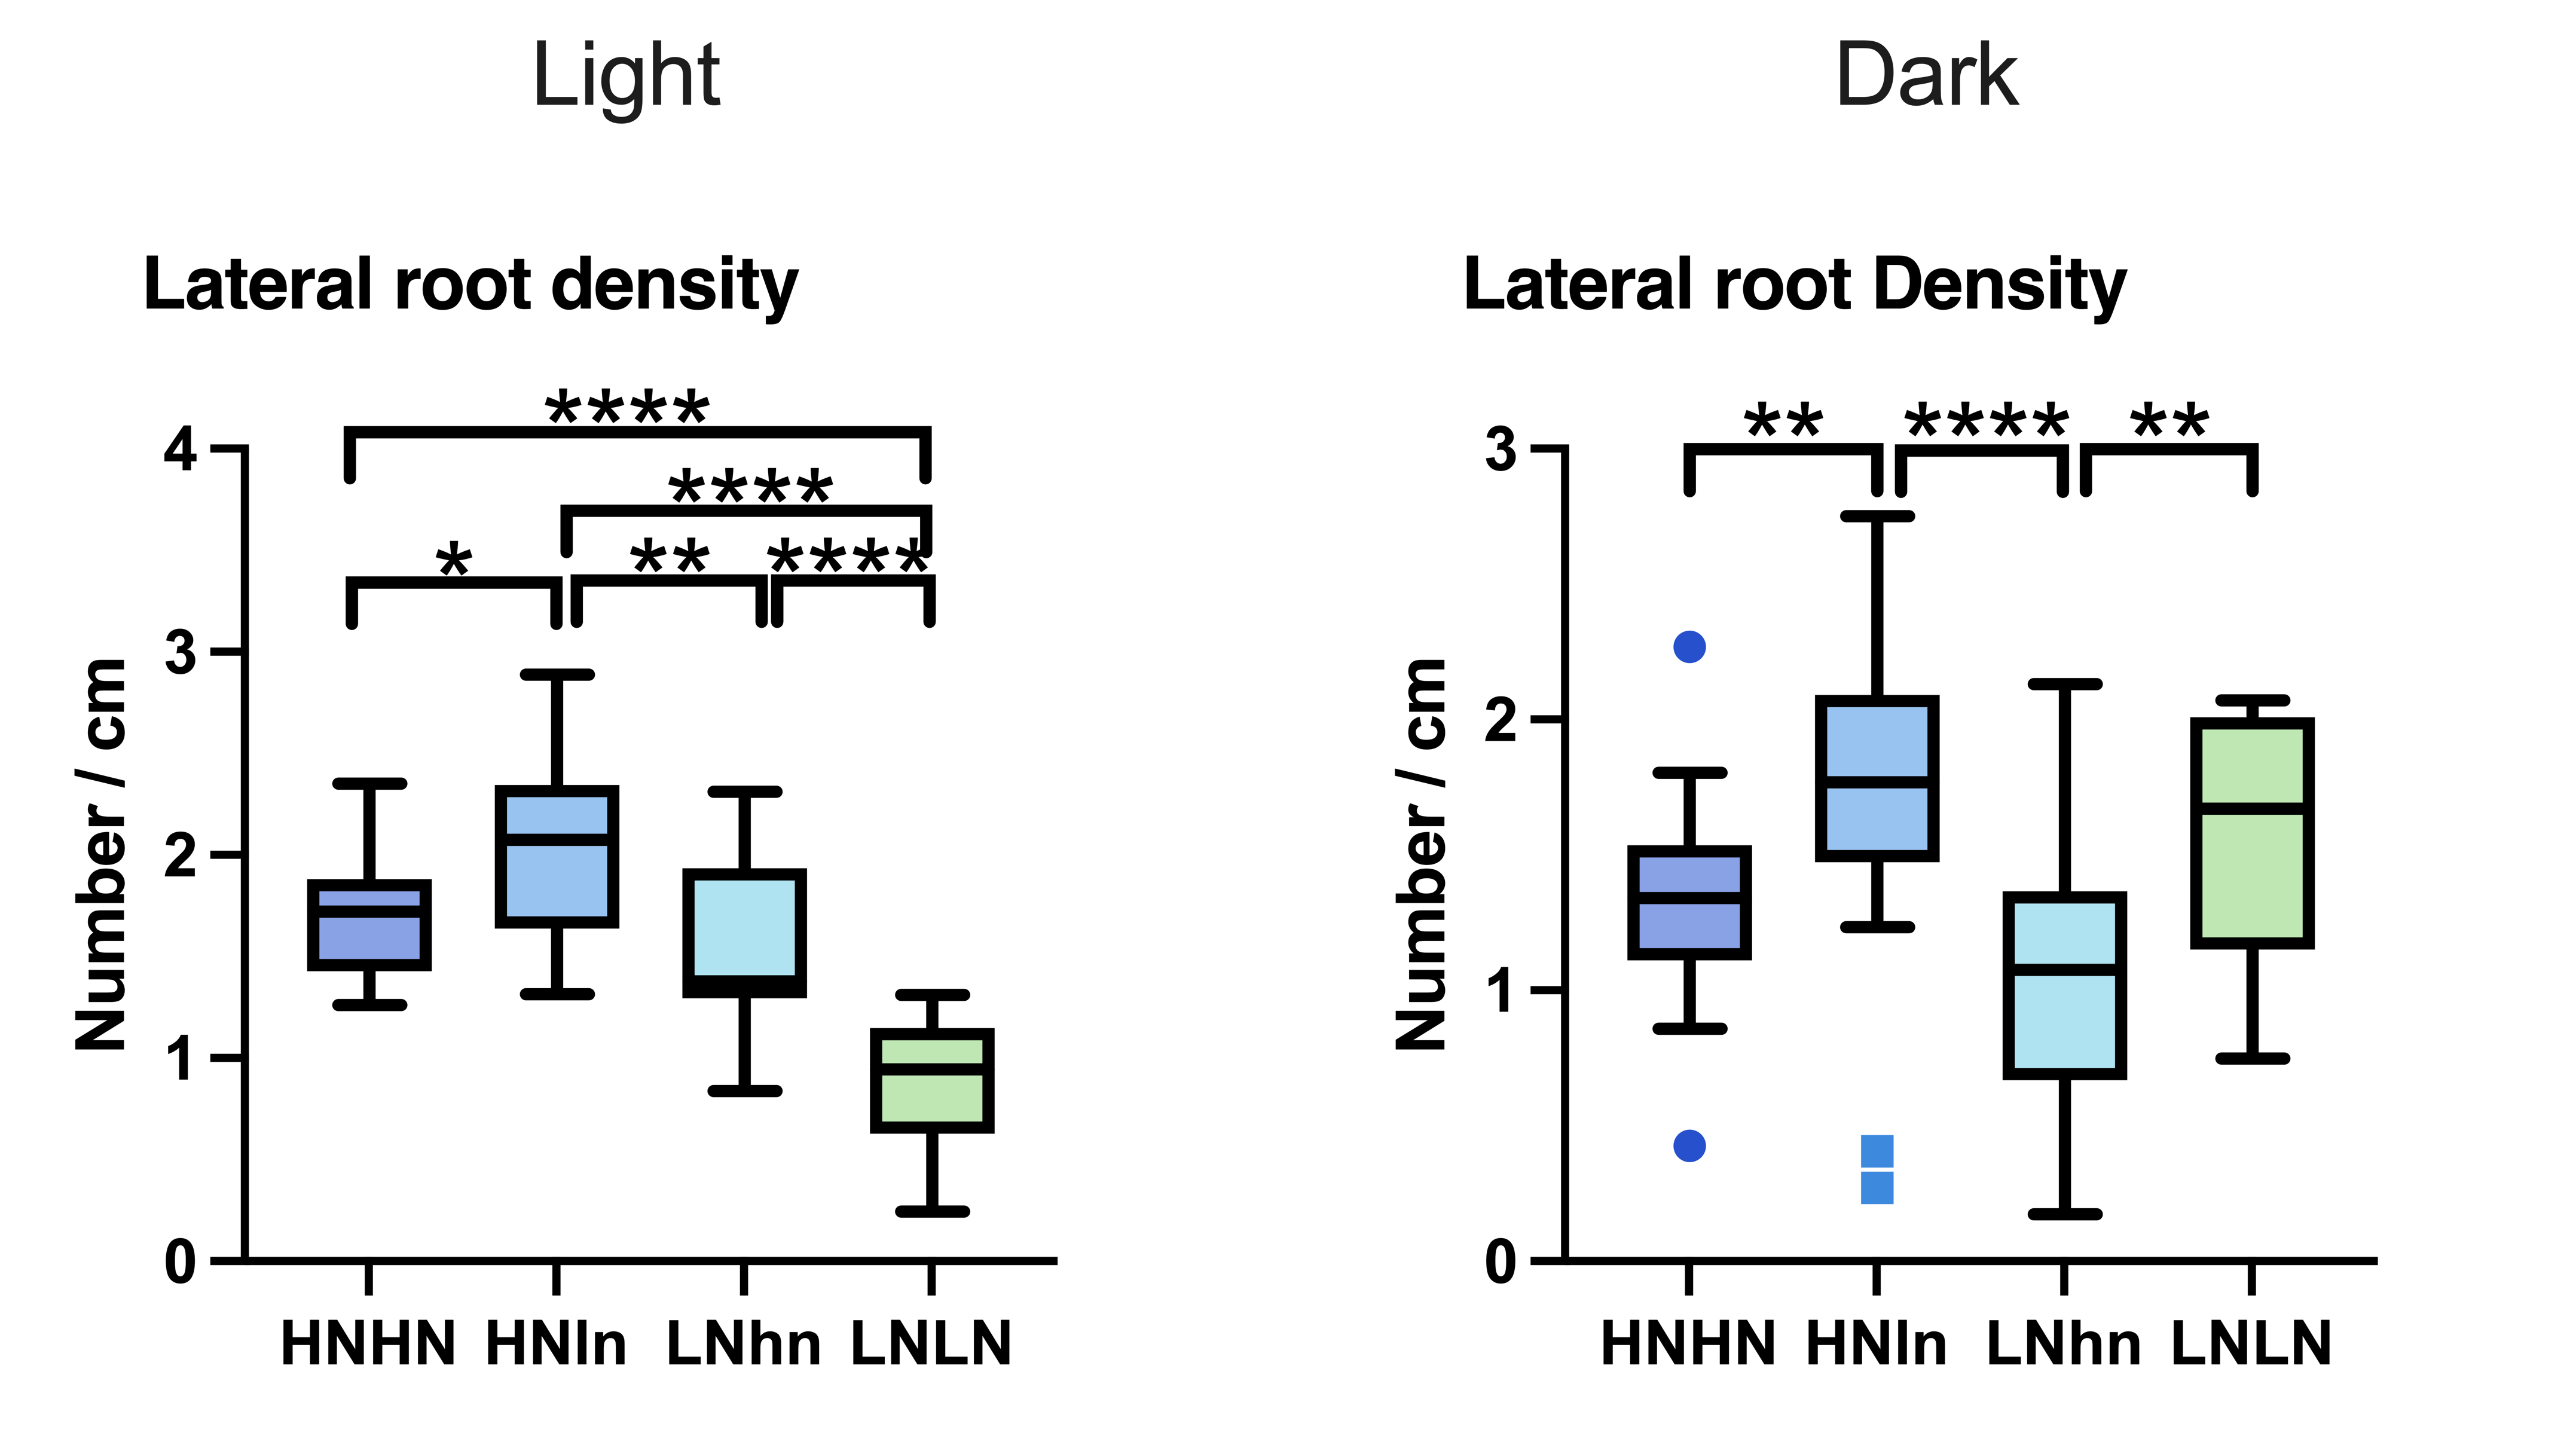 Light
Lateral root density
****
****
* ** ****
4
3
2
1
0
Number / cm
HNHN HNln LNhn LNLN
Dark
Lateral root Density
** **** **
3
2
1
0
Number / cm
HNHN HNln LNhn LNLN